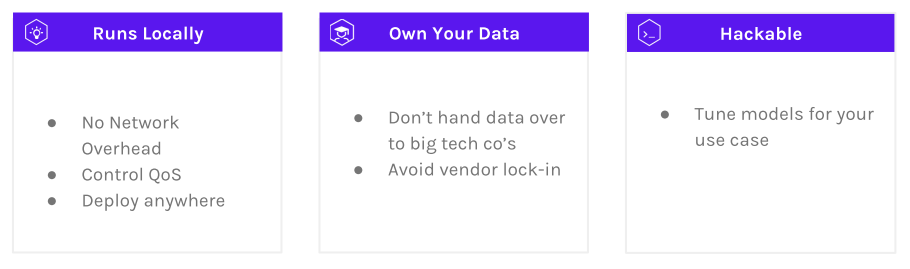 Runs Locally
● No Network
Overhead
● Control QoS
● Deploy anywhere
Own Your Data
● Don’t hand data over
to big tech co’s
● Avoid vendor lock-in
>_
Hackable
● Tune models for your
use case